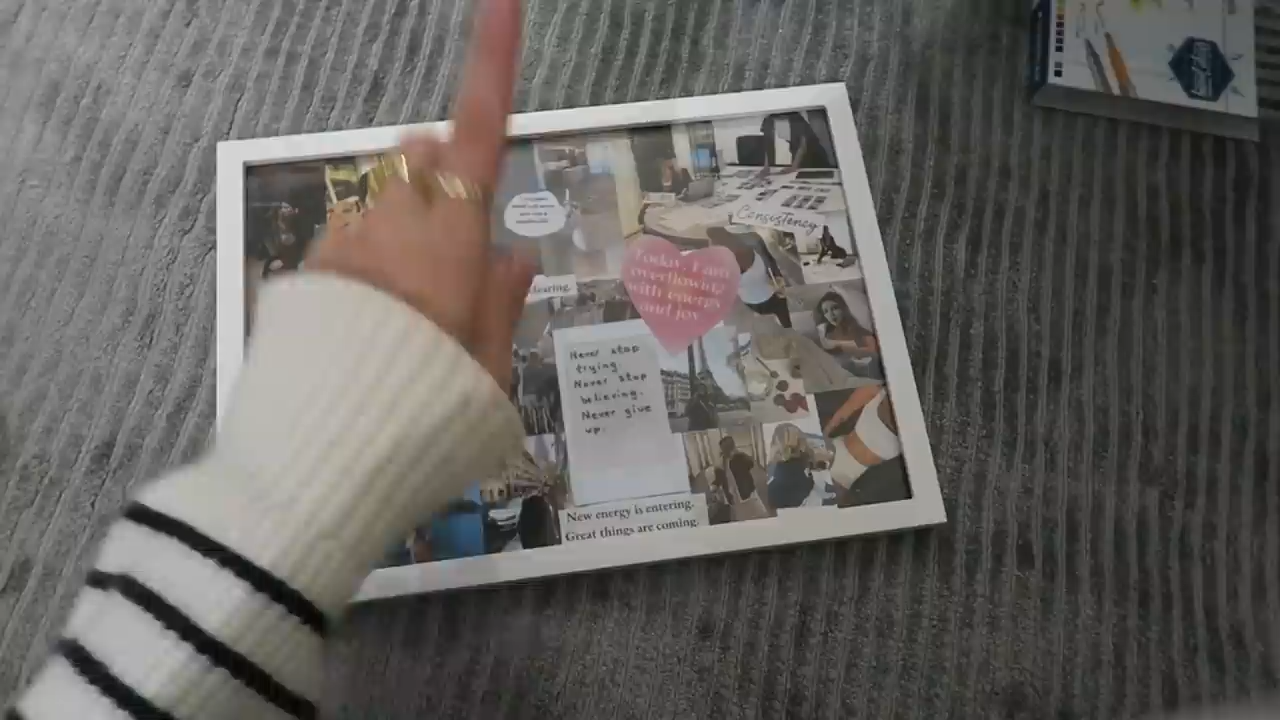 Consistency
Today, I am
overflowing
with energy
and joy
Never stop
trying.
Never stop
believing.
Never give
up.
New energy is entering.
Great things are coming.